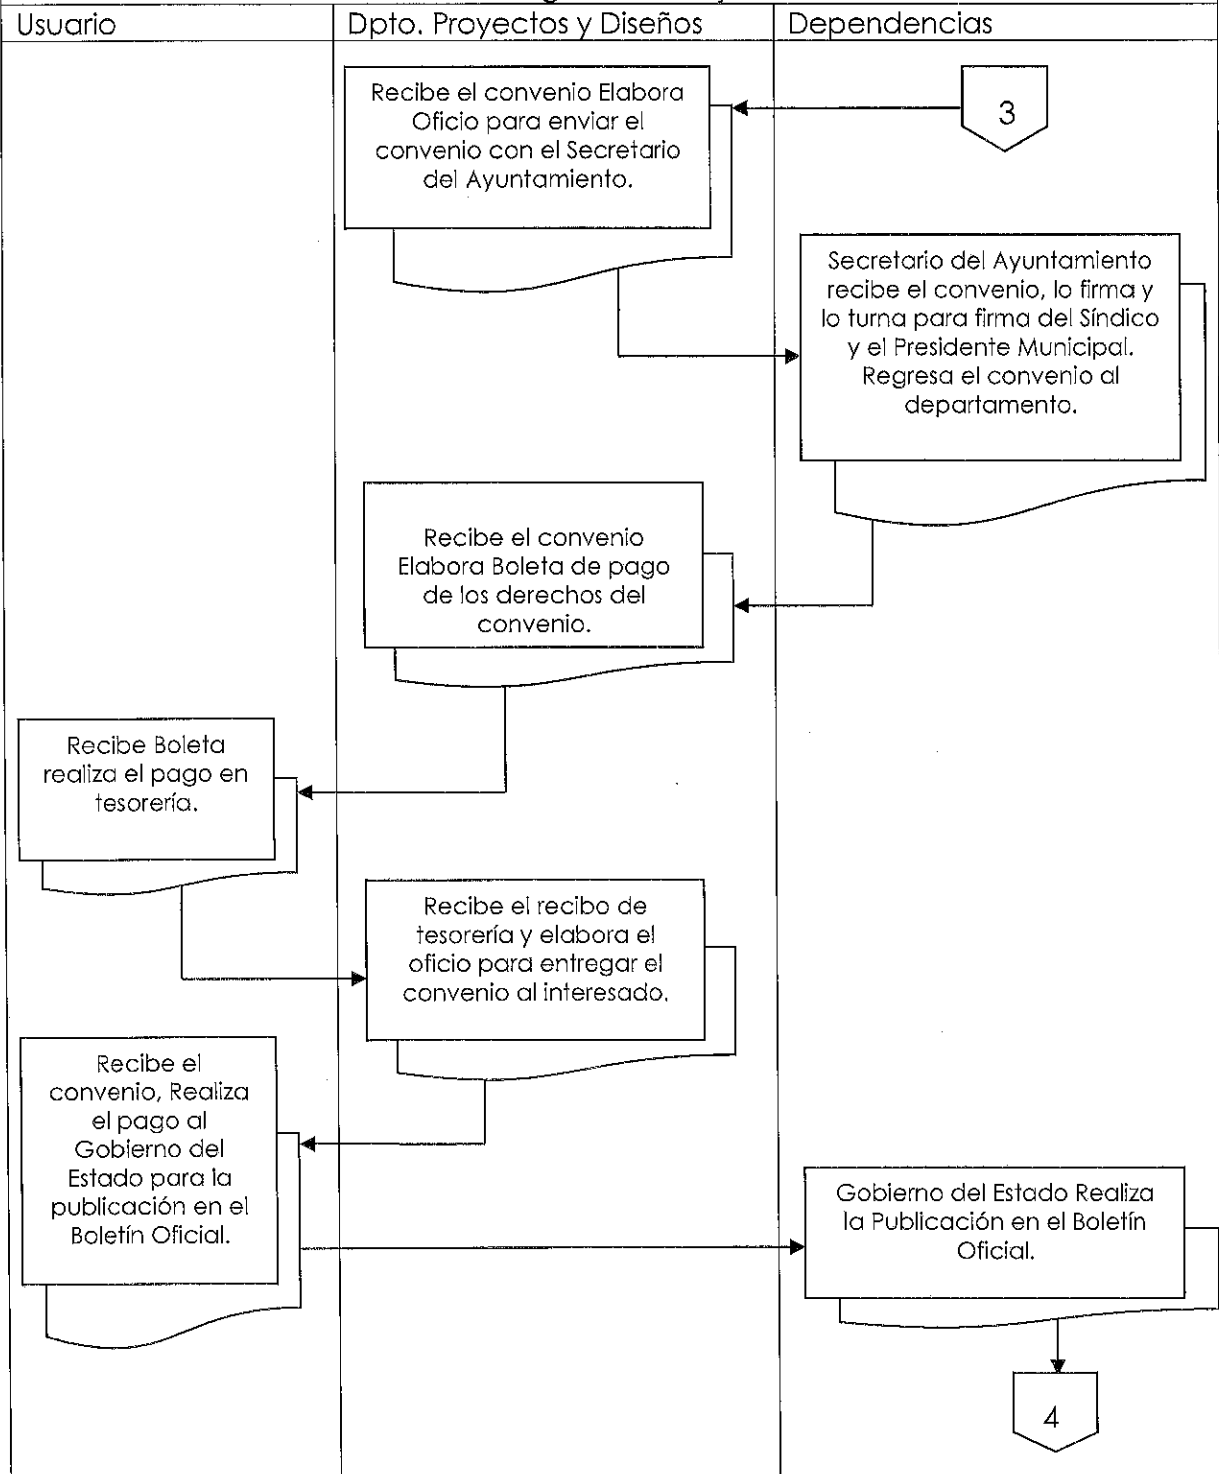 Usuario
Dpto. Proyectos y Diseños
Dependencias
3
Recibe el convenio Elabora
Oficio para enviar el
convenio con el Secretario
del Ayuntamiento.
Secretario del Ayuntamiento
recibe el convenio, lo firma y
lo turna para firma del Síndico
y el Presidente Municipal.
Regresa el convenio al
departamento.
Recibe el convenio
Elabora Boleta de pago
de los derechos del
convenio.
Recibe Boleta
realiza el pago en
tesorería.
Recibe el recibo de
tesorería y elabora el
oficio para entregar el
convenio al interesado.
Recibe el
convenio, Realiza
el pago al
Gobierno del
Estado para la
publicación en el
Boletín Oficial.
Gobierno del Estado Realiza
la Publicación en el Boletín
Oficial.
4